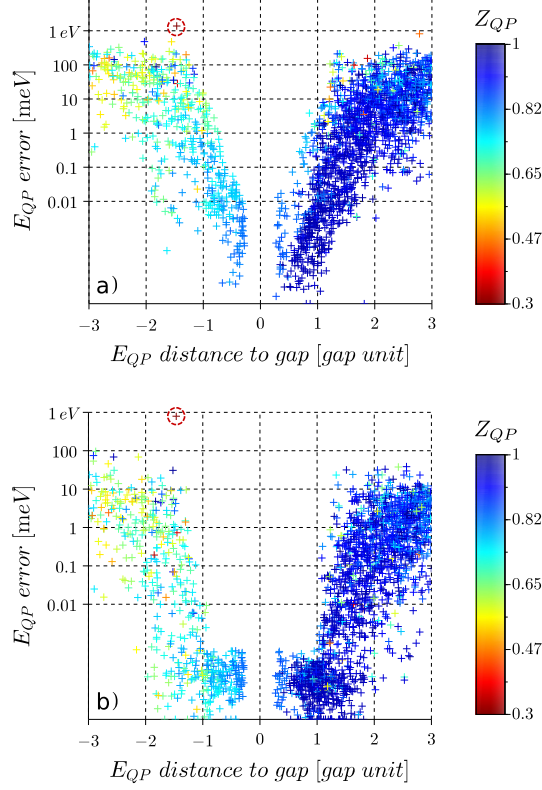 Z_QP
1 eV
100
10
1
0.1
0.01
E_QP error [meV]
a)
−3 −2 −1 0 1 2 3
E_QP distance to gap [gap unit]
1
0.82
0.65
0.47
0.3
Z_QP
1 eV
100
10
1
0.1
0.01
E_QP error [meV]
b)
−3 −2 −1 0 1 2 3
E_QP distance to gap [gap unit]
1
0.82
0.65
0.47
0.3